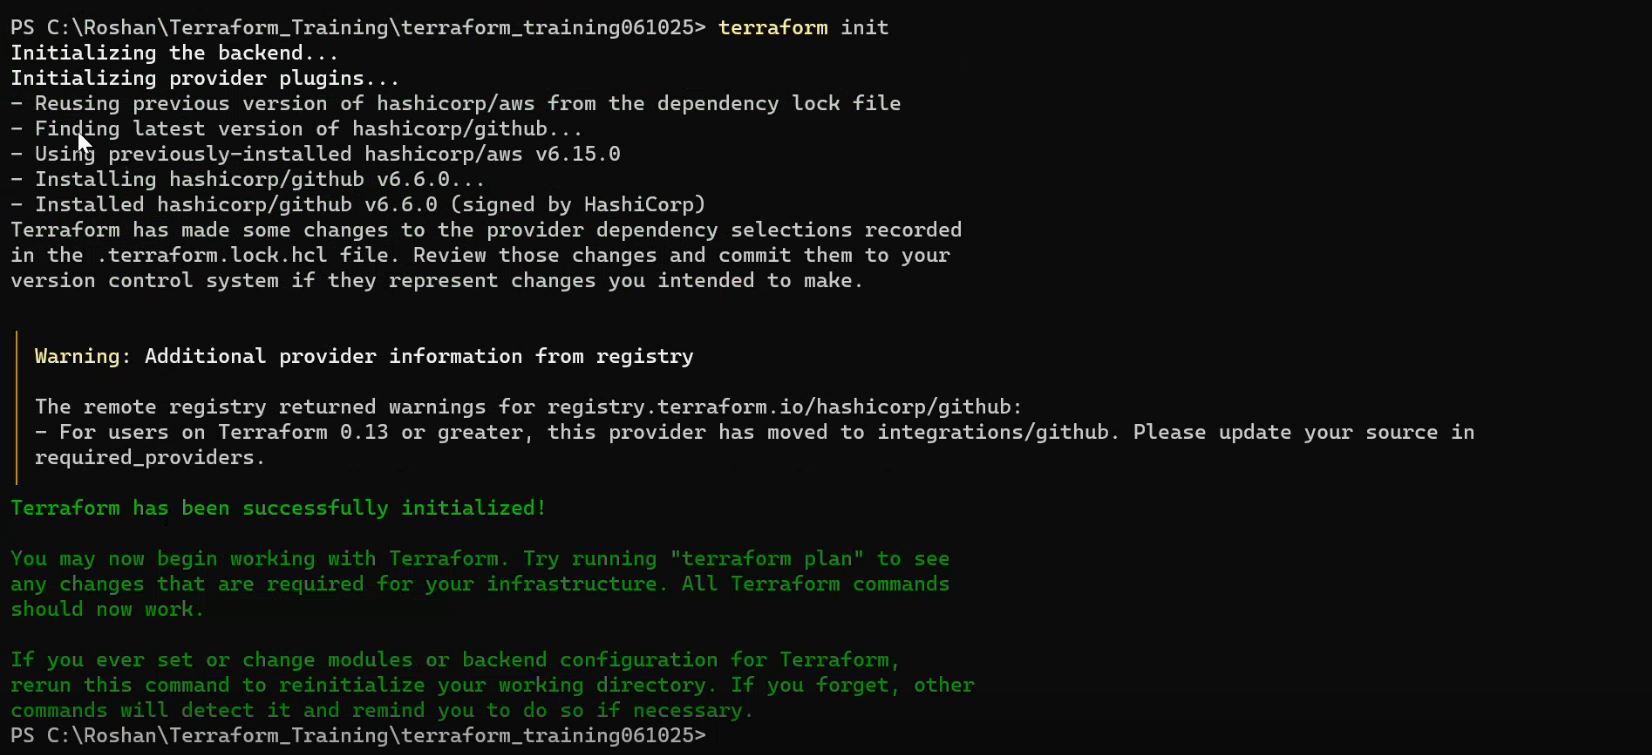 PS C:\Roshan\Terraform_Training\terraform_training061025> terraform init
Initializing the backend...
Initializing provider plugins...
- Reusing previous version of hashicorp/aws from the dependency lock file
- Finding latest version of hashicorp/github...
- Using previously-installed hashicorp/aws v6.15.0
- Installing hashicorp/github v6.6.0...
- Installed hashicorp/github v6.6.0 (signed by HashiCorp)
Terraform has made some changes to the provider dependency selections recorded
in the .terraform.lock.hcl file. Review those changes and commit them to your
version control system if they represent changes you intended to make.
Warning: Additional provider information from registry
The remote registry returned warnings for registry.terraform.io/hashicorp/github:
- For users on Terraform 0.13 or greater, this provider has moved to integrations/github. Please update your source in
required_providers.
Terraform has been successfully initialized!
You may now begin working with Terraform. Try running "terraform plan" to see
any changes that are required for your infrastructure. All Terraform commands
should now work.
If you ever set or change modules or backend configuration for Terraform,
rerun this command to reinitialize your working directory. If you forget, other
commands will detect it and remind you to do so if necessary.
PS C:\Roshan\Terraform_Training\terraform_training061025>